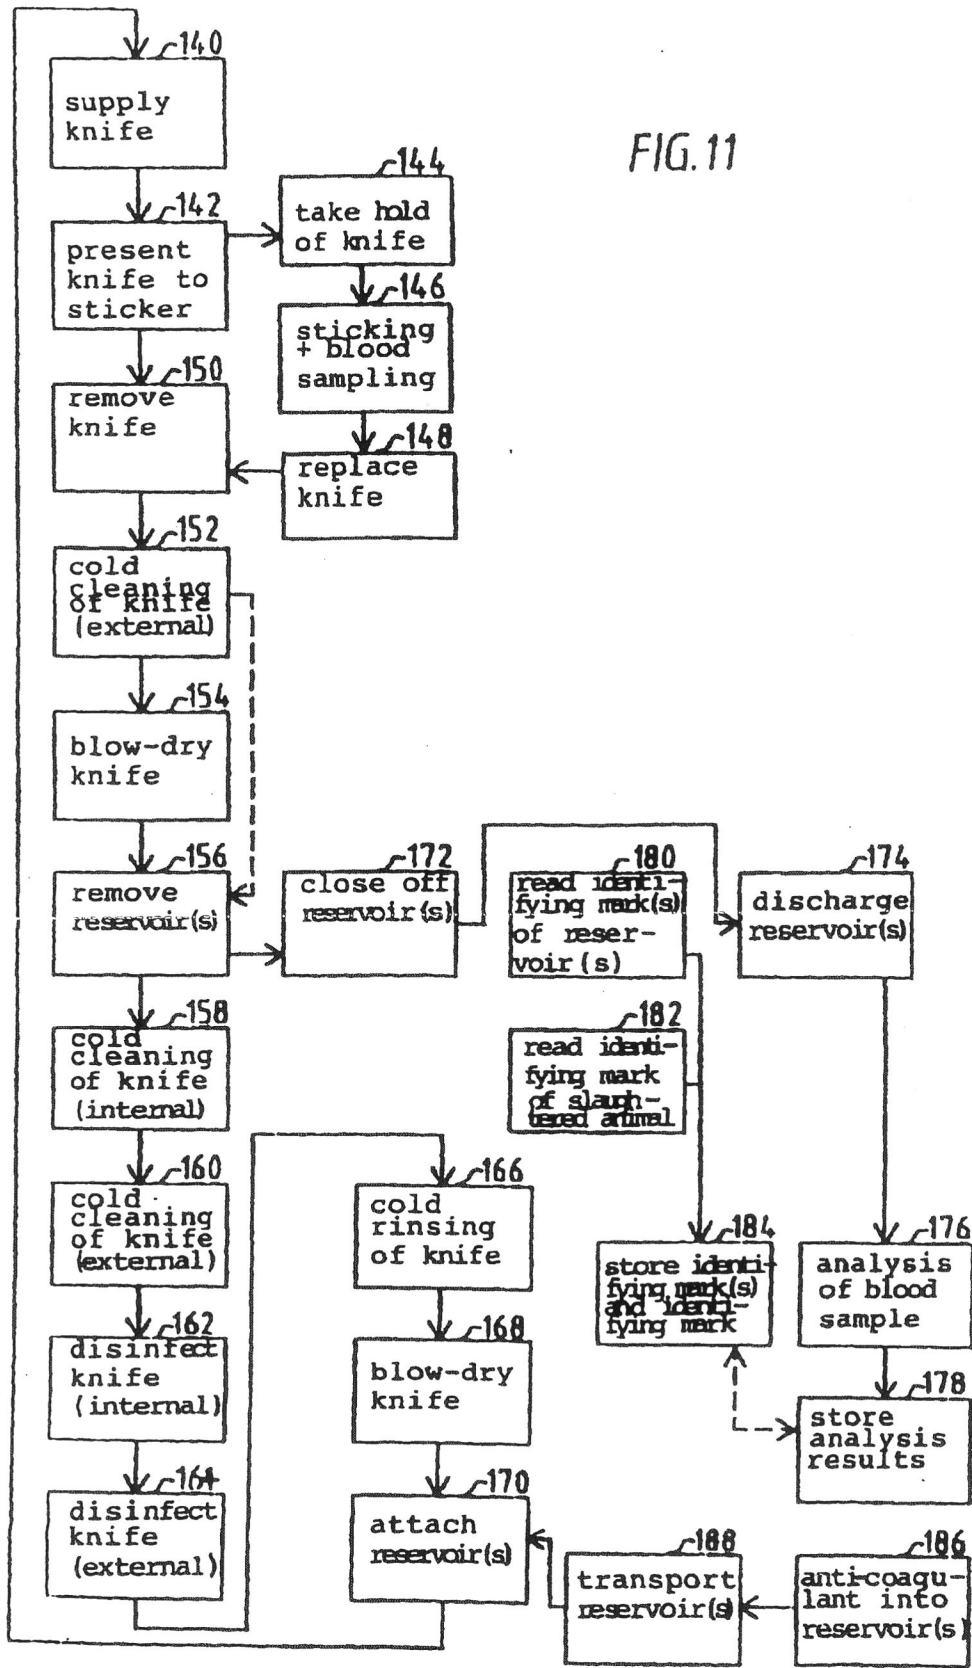 140
supply
knife
FIG.11
142
present
knife to
sticker
144
take hold
of knife
146
sticking
+ blood
sampling
148
replace
knife
150
remove
knife
152
cold
cleaning
of knife
(external)
154
blow-dry
knife
156
remove
reservoir(s)
172
close off
reservoir(s)
180
read identi-
fying mark(s)
of reser-
voir(s)
174
discharge
reservoir(s)
182
read identi-
fying mark
of slaugh-
tered animal
158
cold
cleaning
of knife
(internal)
160
cold
cleaning
of knife
(external)
162
disinfect
knife
(internal)
164
disinfect
knife
(external)
166
cold
rinsing
of knife
168
blow-dry
knife
170
attach
reservoir(s)
184
store identi-
fying mark(s)
and identi-
fying mark
176
analysis
of blood
sample
178
store
analysis
results
188
transport
reservoir(s)
186
anti-coagu-
lant into
reservoir(s)